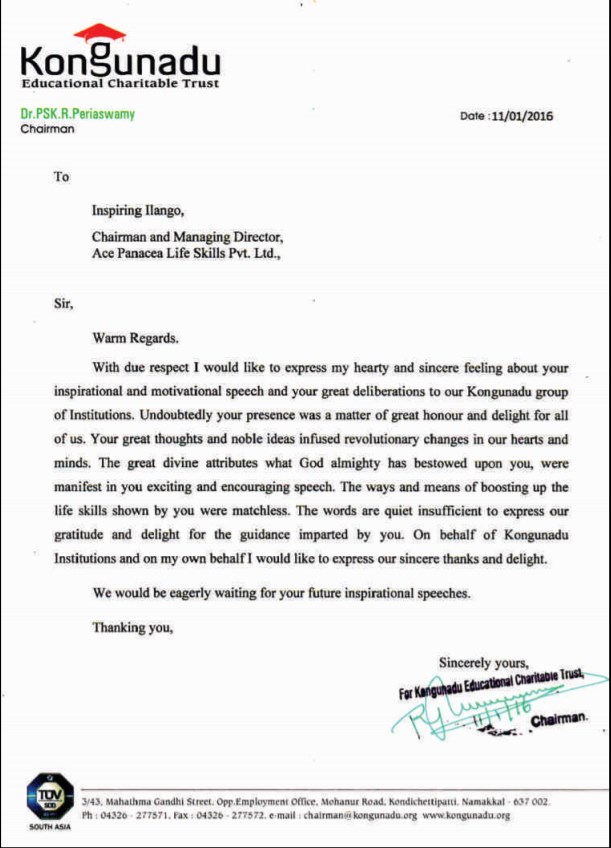 Kongunadu
Educational Charitable Trust
Dr.PSK.R.Periaswamy
Chairman
Date : 11/01/2016
To
Inspiring Ilango,
Chairman and Managing Director,
Ace Panacea Life Skills Pvt. Ltd.,
Sir,
Warm Regards.
With due respect I would like to express my hearty and sincere feeling about your
inspirational and motivational speech and your great deliberations to our Kongunadu group
of Institutions. Undoubtedly your presence was a matter of great honour and delight for all
of us. Your great thoughts and noble ideas infused revolutionary changes in our hearts and
minds. The great divine attributes what God almighty has bestowed upon you, were
manifest in you exciting and encouraging speech. The ways and means of boosting up the
life skills shown by you were matchless. The words are quiet insufficient to express our
gratitude and delight for the guidance imparted by you. On behalf of Kongunadu
Institutions and on my own behalf I would like to express our sincere thanks and delight.
We would be eagerly waiting for your future inspirational speeches.
Thanking you,
Sincerely yours,
For Kangunadu Educational Charitable Trust,
11/1/16
Chairman.
TUV
SUD
SOUTH ASIA
3/43, Mahathma Gandhi Street, Opp.Employment Office, Mohanur Road, Kondichettipatti, Namakkal - 637 002.
Ph : 04326 - 277571, Fax : 04326 - 277572, e-mail : chairman@kongunadu.org www.kongunadu.org